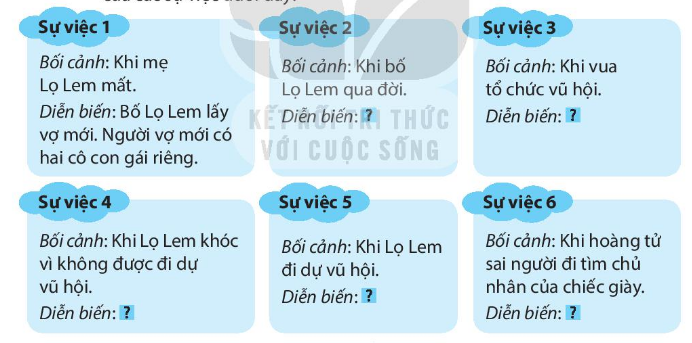 Sự việc 1
Bối cảnh: Khi mẹ
Lọ Lem mất.
Diễn biến: Bố Lọ Lem lấy
vợ mới. Người vợ mới có
hai cô con gái riêng.
Sự việc 2
Bối cảnh: Khi bố
Lọ Lem qua đời.
Diễn biến: ?
Sự việc 3
Bối cảnh: Khi vua
tổ chức vũ hội.
Diễn biến: ?
KẾT NỐI TRI THỨC
VỚI CUỘC SỐNG
Sự việc 4
Bối cảnh: Khi Lọ Lem khóc
vì không được đi dự
vũ hội.
Diễn biến: ?
Sự việc 5
Bối cảnh: Khi Lọ Lem
đi dự vũ hội.
Diễn biến: ?
Sự việc 6
Bối cảnh: Khi hoàng tử
sai người đi tìm chủ
nhân của chiếc giày.
Diễn biến: ?